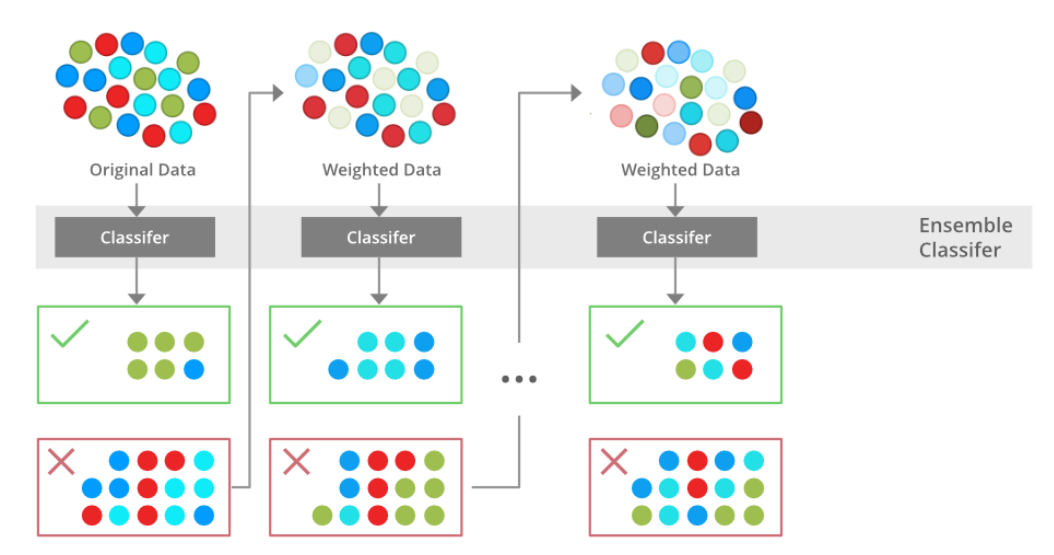 Original Data
Weighted Data
Weighted Data
Classifer
Classifer
Classifer
Ensemble
Classifer
...